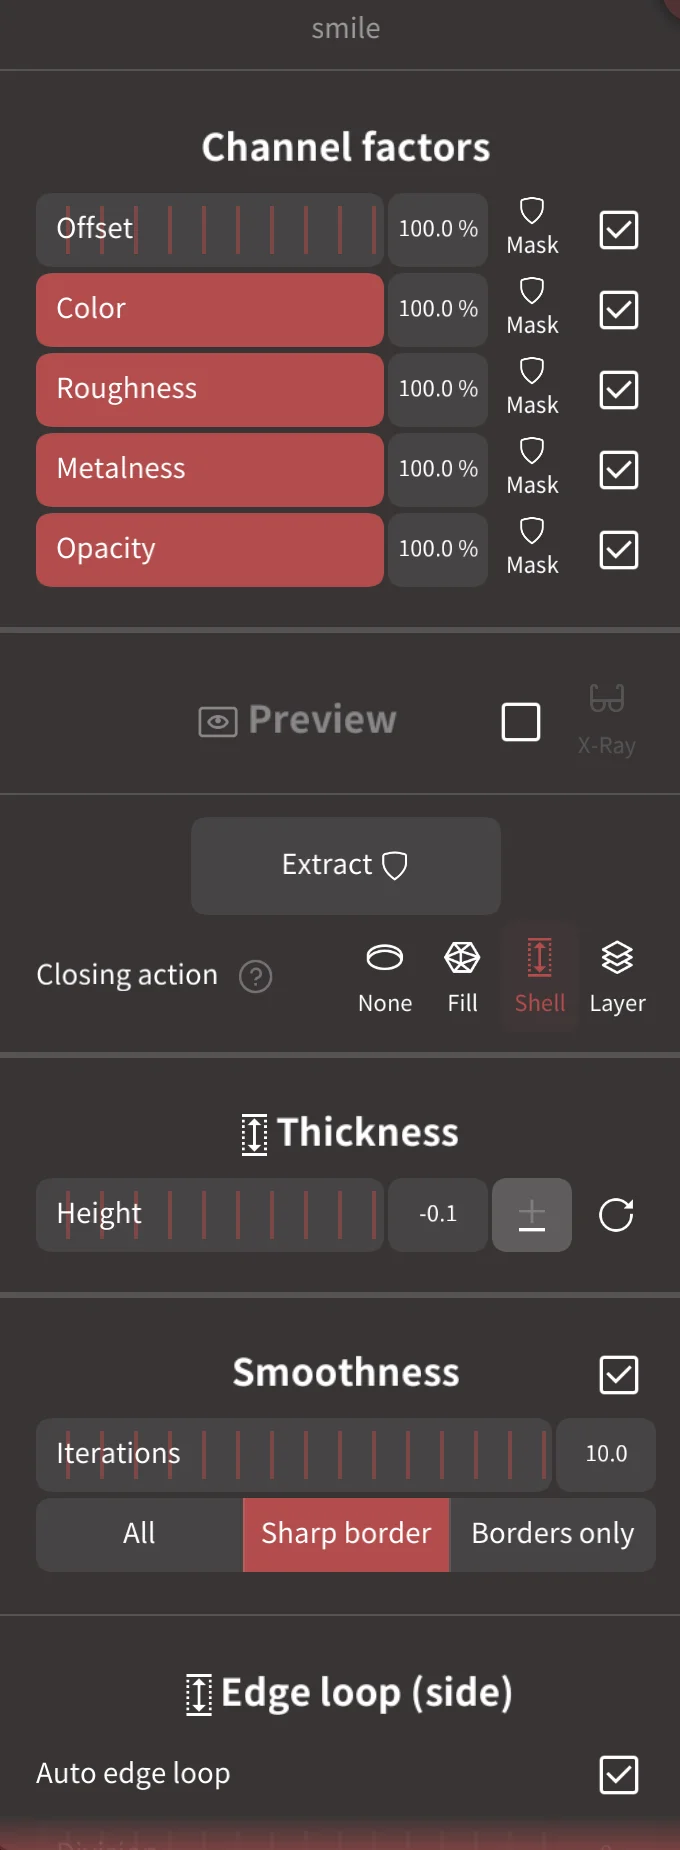 smile
Channel factors
Offset 100.0 % Mask
Color 100.0 % Mask
Roughness 100.0 % Mask
Metalness 100.0 % Mask
Opacity 100.0 % Mask
Preview X-Ray
Extract
Closing action ? None Fill Shell Layer
Thickness
Height -0.1 ±
Smoothness
Iterations 10.0
All Sharp border Borders only
Edge loop (side)
Auto edge loop